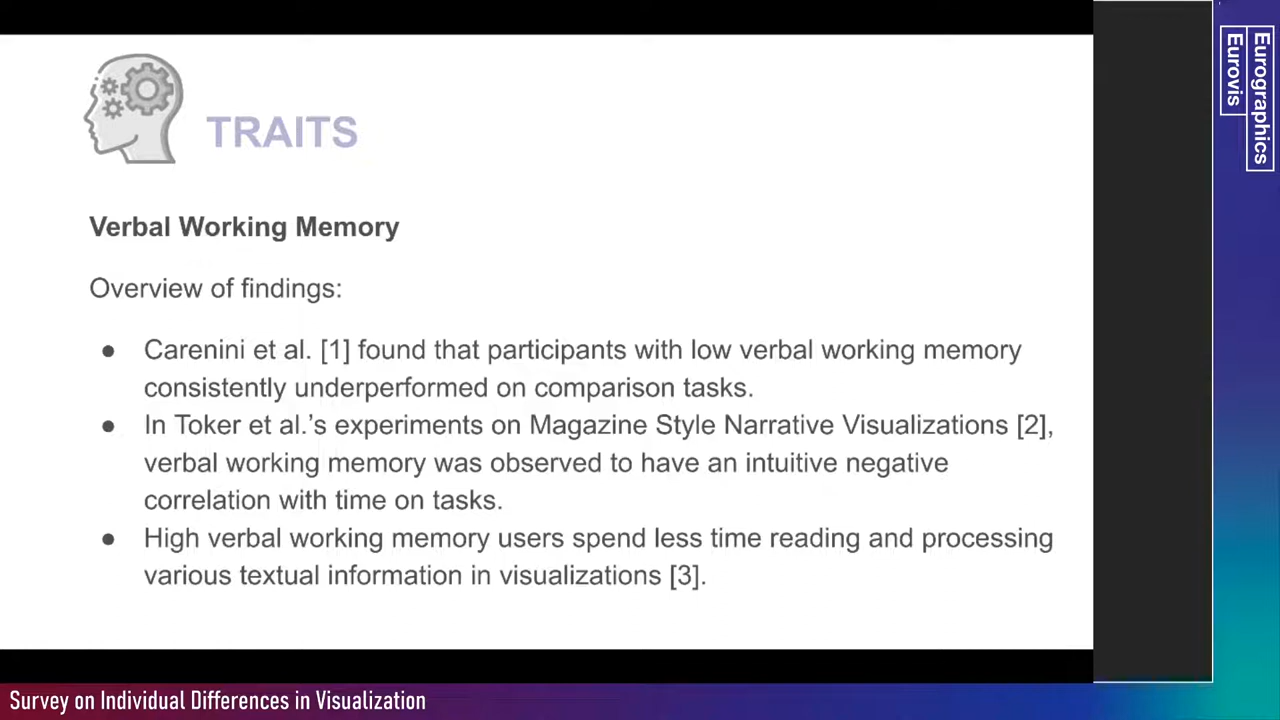 TRAITS
Verbal Working Memory
Overview of findings:
● Carenini et al. [1] found that participants with low verbal working memory
consistently underperformed on comparison tasks.
● In Toker et al.’s experiments on Magazine Style Narrative Visualizations [2],
verbal working memory was observed to have an intuitive negative
correlation with time on tasks.
● High verbal working memory users spend less time reading and processing
various textual information in visualizations [3].
Survey on Individual Differences in Visualization
Eurographics
Eurovis